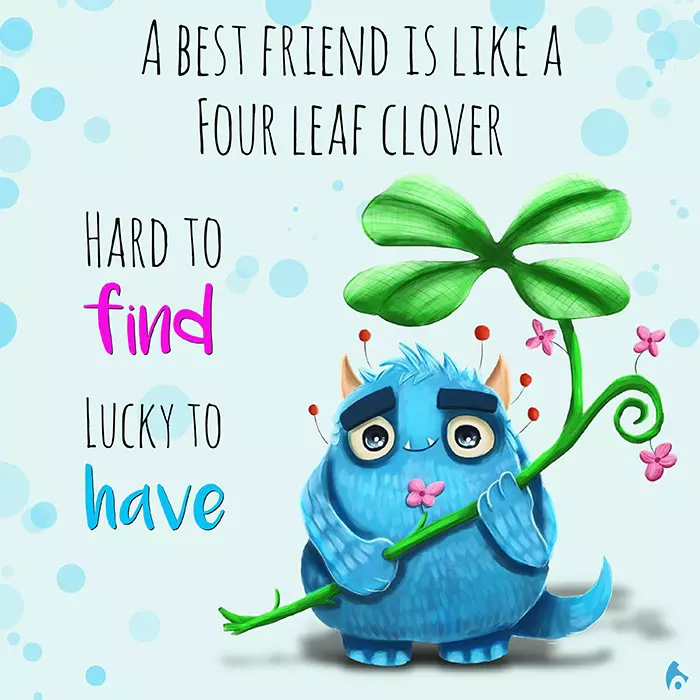 A BEST FRIEND IS LIKE A
FOUR LEAF CLOVER
HARD TO
find
LUCKY TO
have